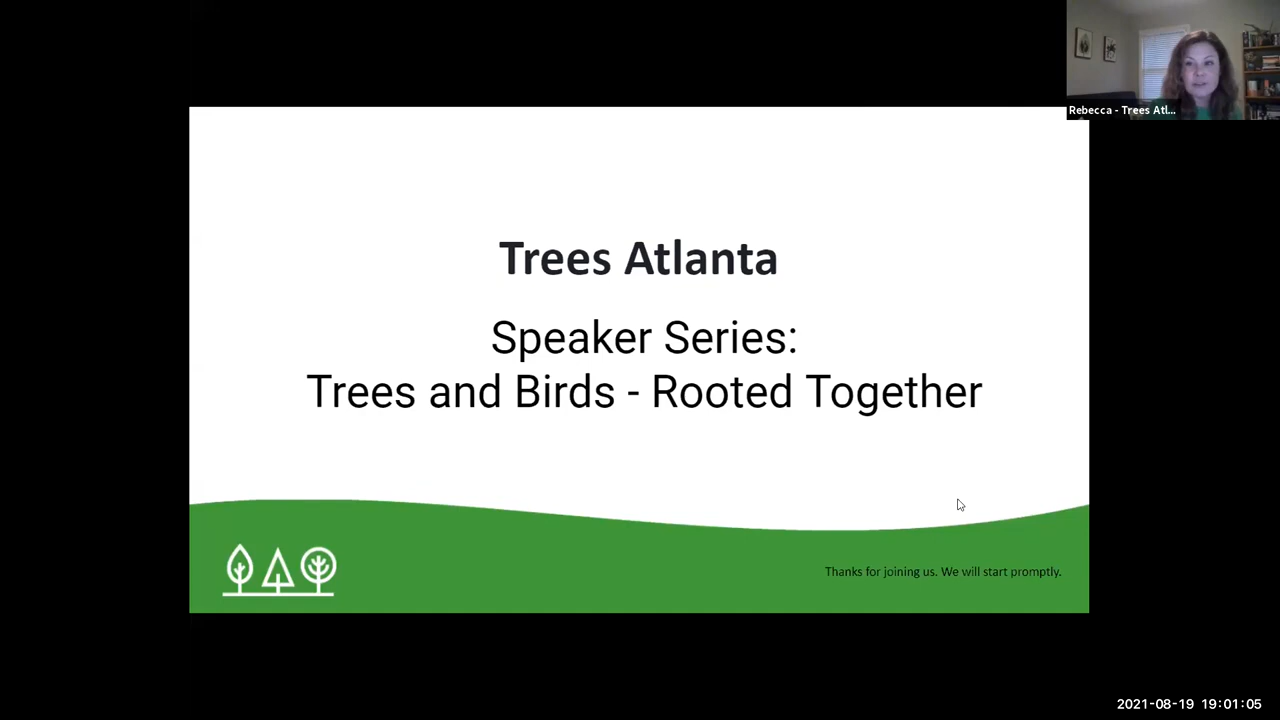 Rebecca - Trees Atl...
Trees Atlanta
Speaker Series:
Trees and Birds - Rooted Together
Thanks for joining us. We will start promptly.
2021-08-19 19:01:05